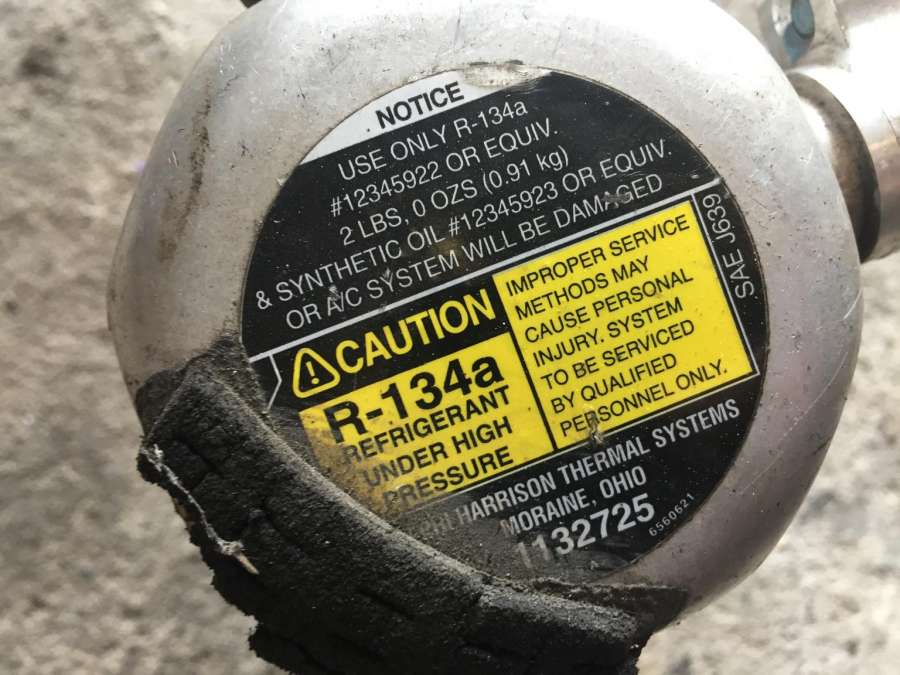 NOTICE
USE ONLY R-134a
#12345922 OR EQUIV.
2 LBS, 0 OZS (0.91 kg)
& SYNTHETIC OIL #12345923 OR EQUIV.
OR A/C SYSTEM WILL BE DAMAGED
SAE J639
CAUTION
R-134a
REFRIGERANT
UNDER HIGH
PRESSURE
IMPROPER SERVICE
METHODS MAY
CAUSE PERSONAL
INJURY. SYSTEM
TO BE SERVICED
BY QUALIFIED
PERSONNEL ONLY.
HARRISON THERMAL SYSTEMS
MORAINE, OHIO
1132725
6560621